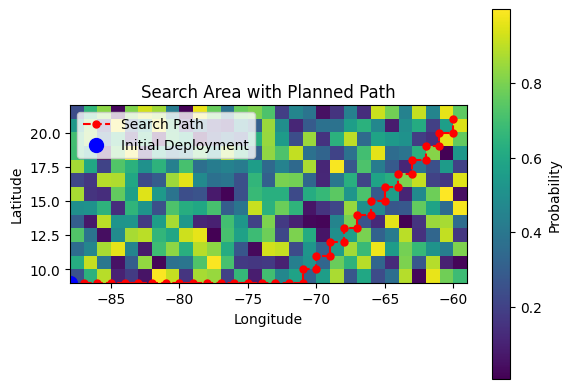 Search Area with Planned Path
Search Path
Initial Deployment
Latitude
20.0
17.5
15.0
12.5
10.0
−85
−80
−75
−70
−65
−60
Longitude
0.8
0.6
0.4
0.2
Probability